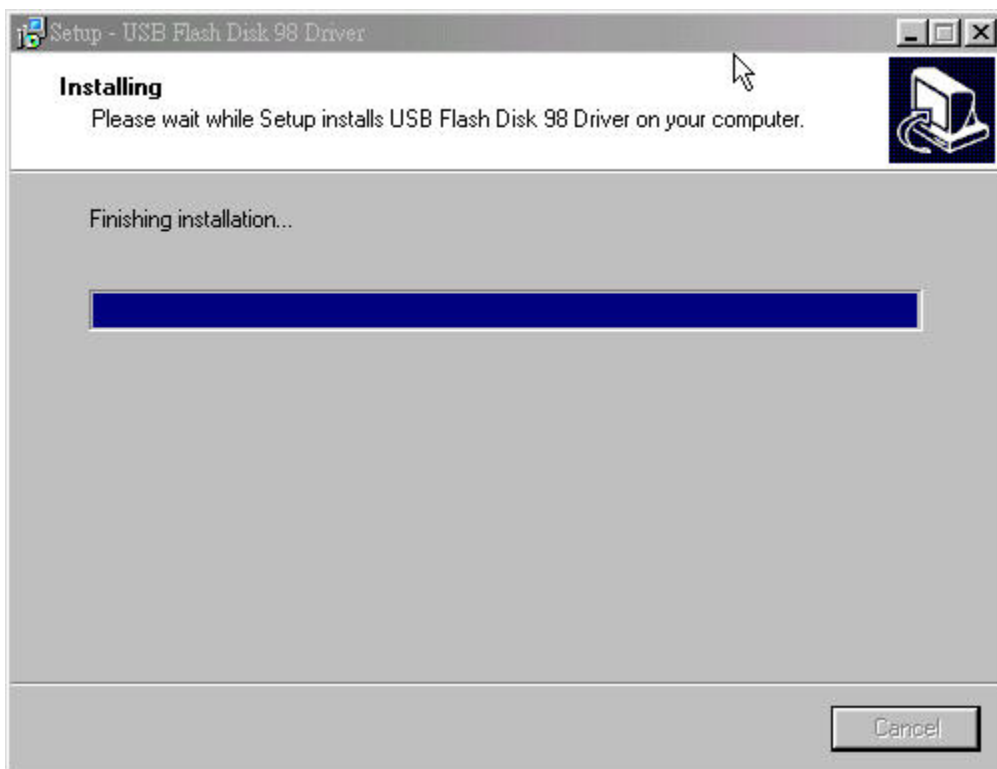 Setup - USB Flash Disk 98 Driver
Installing
Please wait while Setup installs USB Flash Disk 98 Driver on your computer.
Finishing installation...
Cancel